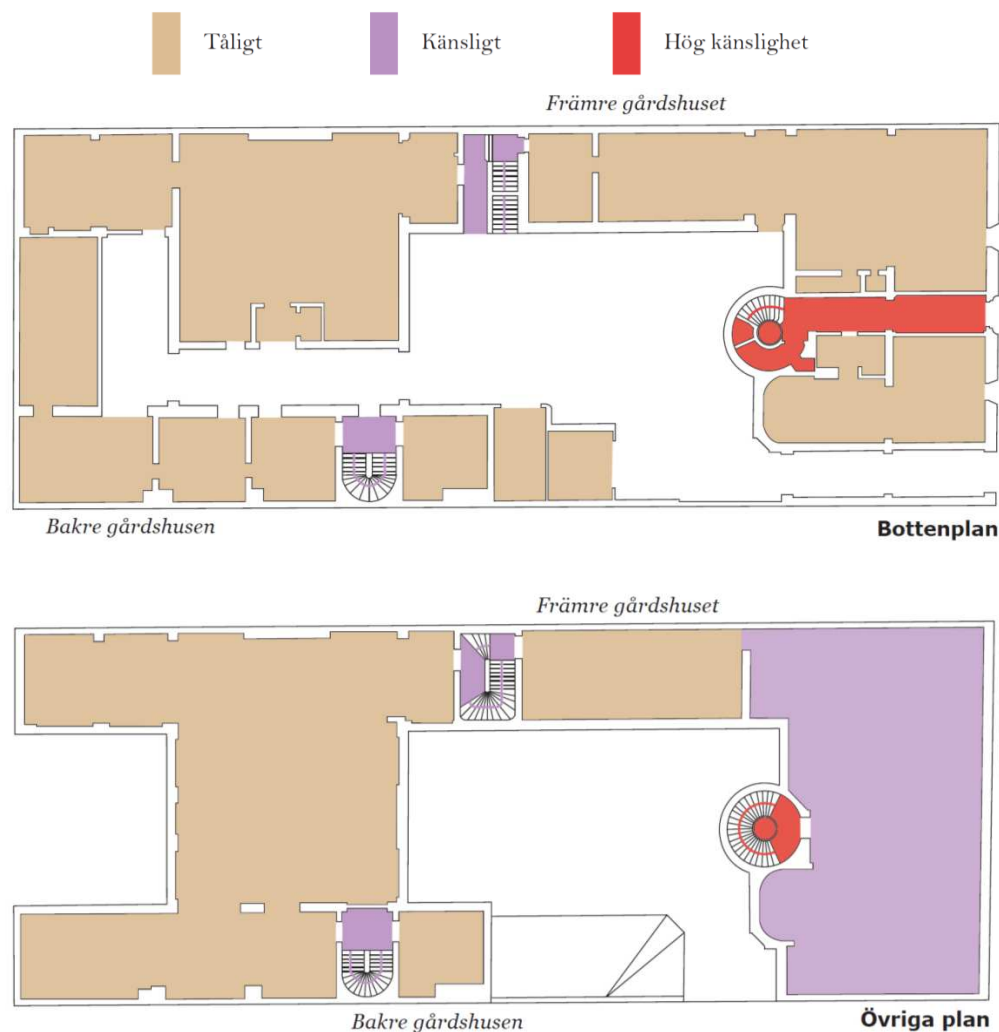 Tåligt
Känsligt
Hög känslighet
Främre gårdshuset
Bakre gårdshusen
Bottenplan
Främre gårdshuset
Bakre gårdshusen
Övriga plan